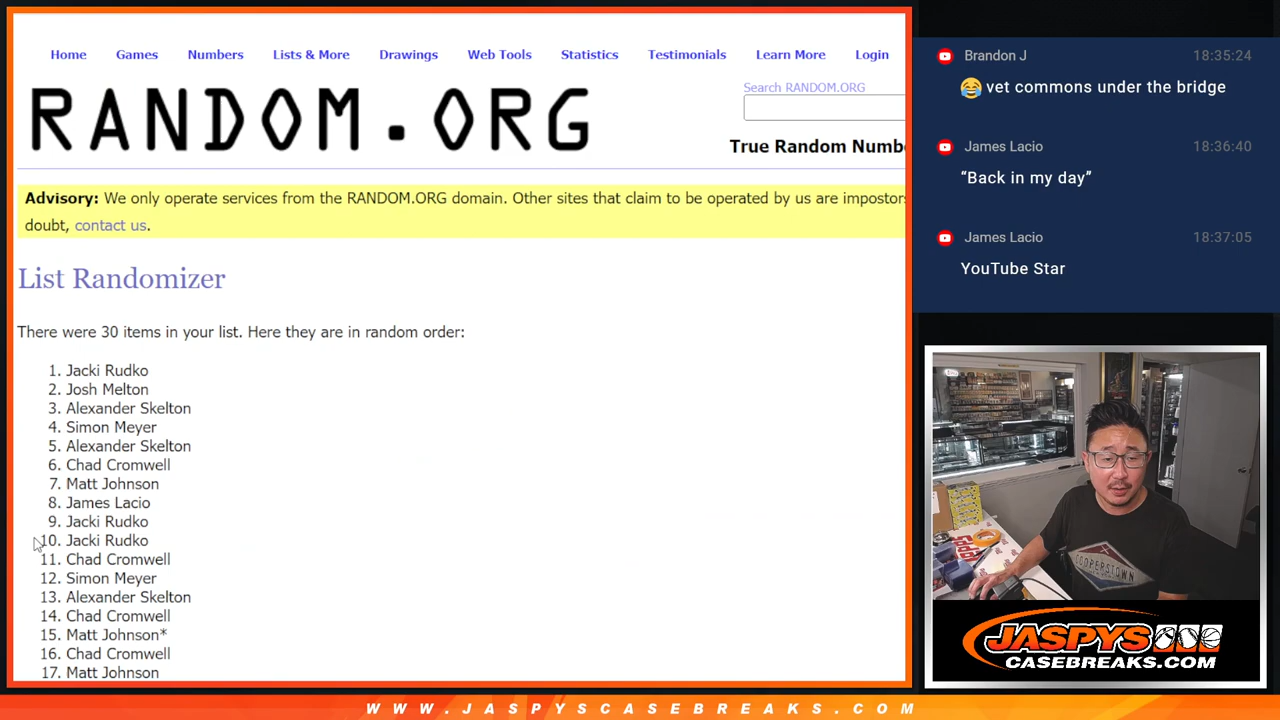 Home Games Numbers Lists & More Drawings Web Tools Statistics Testimonials Learn More Login
RANDOM.ORG
Search RANDOM.ORG
True Random Numb
Advisory: We only operate services from the RANDOM.ORG domain. Other sites that claim to be operated by us are impostors
doubt, contact us.
List Randomizer
There were 30 items in your list. Here they are in random order:
1. Jacki Rudko
2. Josh Melton
3. Alexander Skelton
4. Simon Meyer
5. Alexander Skelton
6. Chad Cromwell
7. Matt Johnson
8. James Lacio
9. Jacki Rudko
10. Jacki Rudko
11. Chad Cromwell
12. Simon Meyer
13. Alexander Skelton
14. Chad Cromwell
15. Matt Johnson*
16. Chad Cromwell
17. Matt Johnson
Brandon J 18:35:24
😂 vet commons under the bridge
James Lacio 18:36:40
“Back in my day”
James Lacio 18:37:05
YouTube Star
COOPERSTOWN
JASPYS
CASEBREAKS.COM
WWW.JASPYSCASEBREAKS.COM